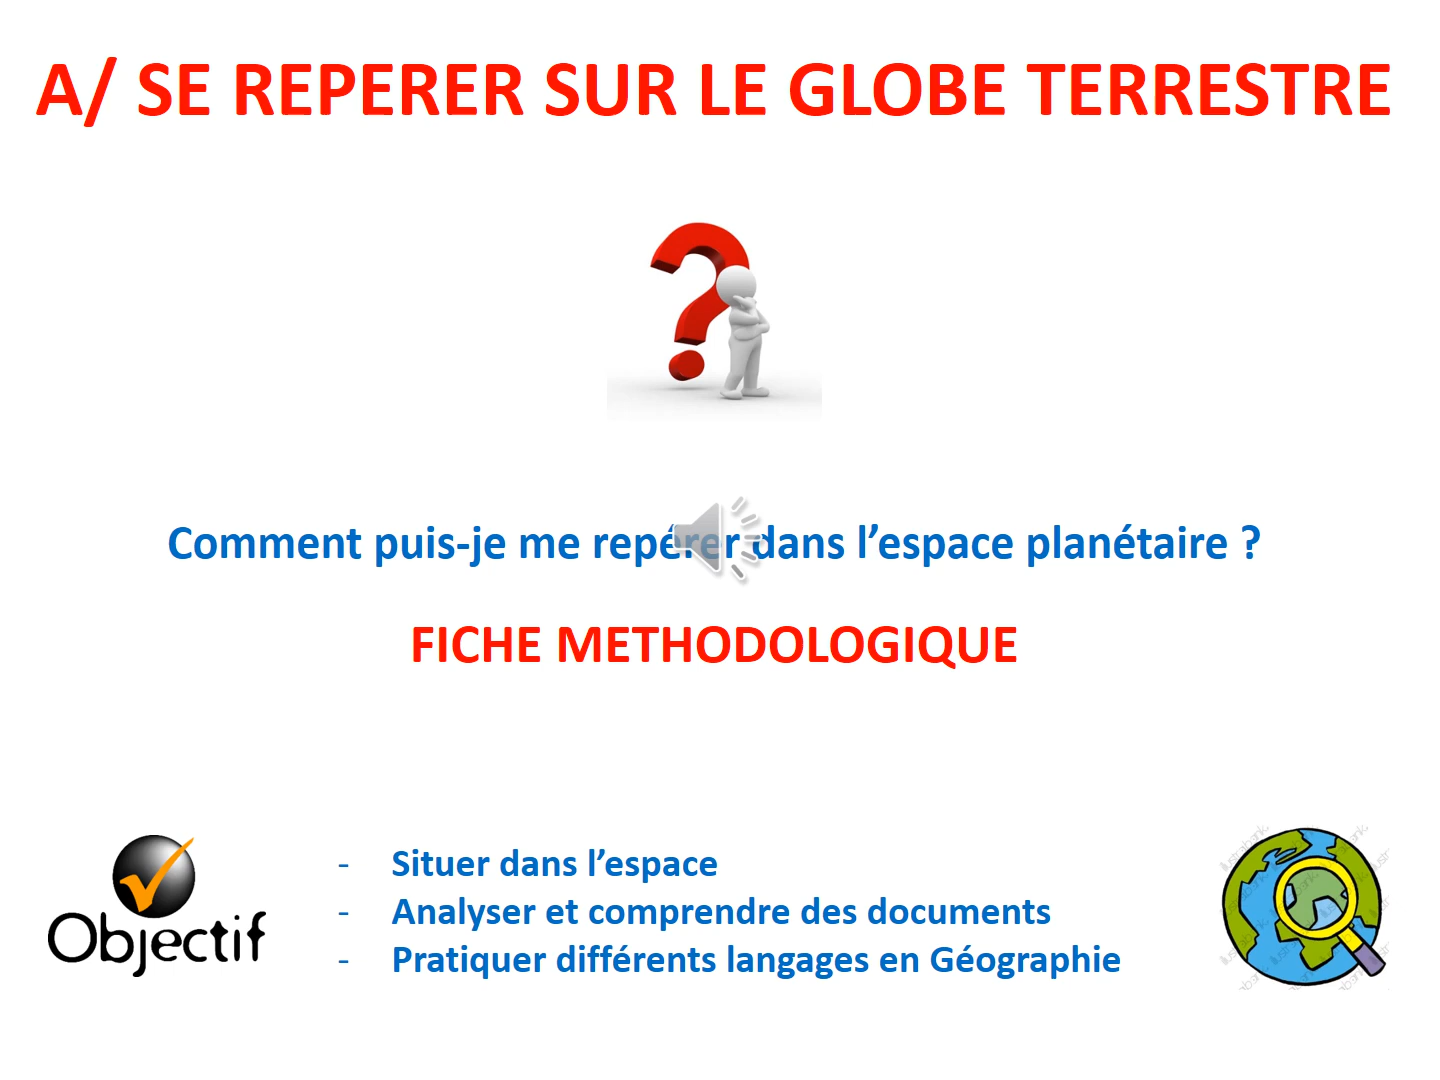 A/ SE REPERER SUR LE GLOBE TERRESTRE
Comment puis-je me repérer dans l’espace planétaire ?
FICHE METHODOLOGIQUE
Objectif
- Situer dans l’espace
- Analyser et comprendre des documents
- Pratiquer différents langages en Géographie